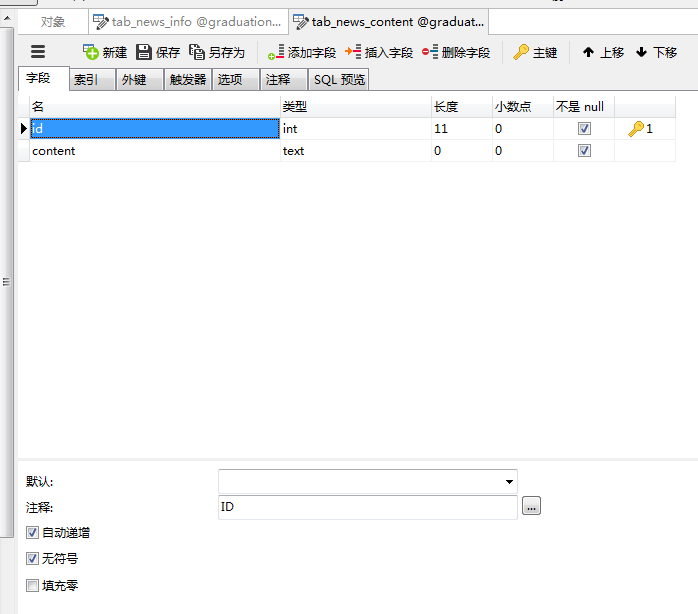 对象 tab_news_info @graduation... tab_news_content @graduat...
新建 保存 另存为 添加字段 插入字段 删除字段 主键 上移 下移
字段 索引 外键 触发器 选项 注释 SQL 预览
名 类型 长度 小数点 不是 null
id int 11 0 1
content text 0 0
默认:
注释: ID ...
自动递增
无符号
填充零